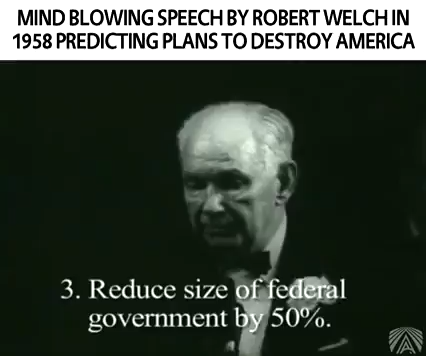 MIND BLOWING SPEECH BY ROBERT WELCH IN
1958 PREDICTING PLANS TO DESTROY AMERICA
3. Reduce size of federal
government by 50%.